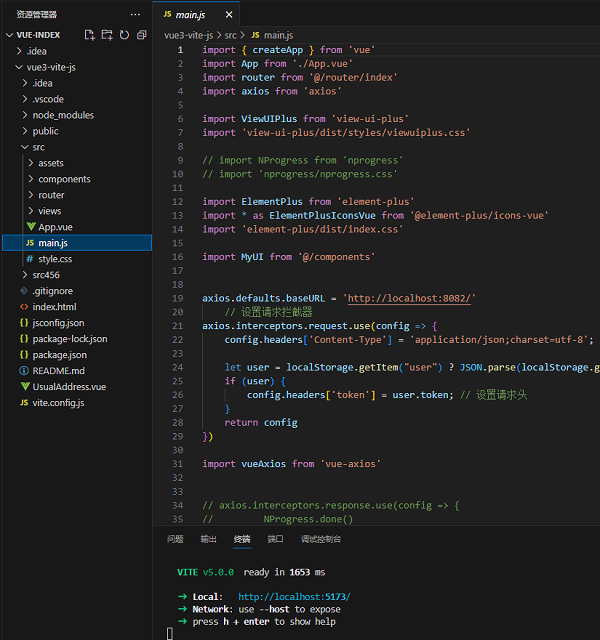 资源管理器
···
VUE-INDEX
.idea
vue3-vite-js
.idea
.vscode
node_modules
public
src
assets
components
router
views
App.vue
JS main.js
# style.css
src456
.gitignore
<> index.html
{} jsconfig.json
{} package-lock.json
{} package.json
README.md
UsualAddress.vue
vite.config.js
JS main.js ×
vue3-vite-js > src > JS main.js
1 import { createApp } from 'vue'
2 import App from './App.vue'
3 import router from '@/router/index'
4 import axios from 'axios'
5
6 import ViewUIPlus from 'view-ui-plus'
7 import 'view-ui-plus/dist/styles/viewuiplus.css'
8
9 // import NProgress from 'nprogress'
10 // import 'nprogress/nprogress.css'
11
12 import ElementPlus from 'element-plus'
13 import * as ElementPlusIconsVue from '@element-plus/icons-vue'
14 import 'element-plus/dist/index.css'
15
16 import MyUI from '@/components'
17
18
19 axios.defaults.baseURL = 'http://localhost:8082/'
20 // 设置请求拦截器
21 axios.interceptors.request.use(config => {
22 config.headers['Content-Type'] = 'application/json;charset=utf-8';
23
24 let user = localStorage.getItem("user") ? JSON.parse(localStorage.g
25 if (user) {
26 config.headers['token'] = user.token; // 设置请求头
27 }
28 return config
29 })
30
31 import vueAxios from 'vue-axios'
32
33
34 // axios.interceptors.response.use(config => {
35 // NProgress.done()
问题 输出 终端 端口 调试控制台
VITE v5.0.0 ready in 1653 ms
➜ Local: http://localhost:5173/
➜ Network: use --host to expose
➜ press h + enter to show help